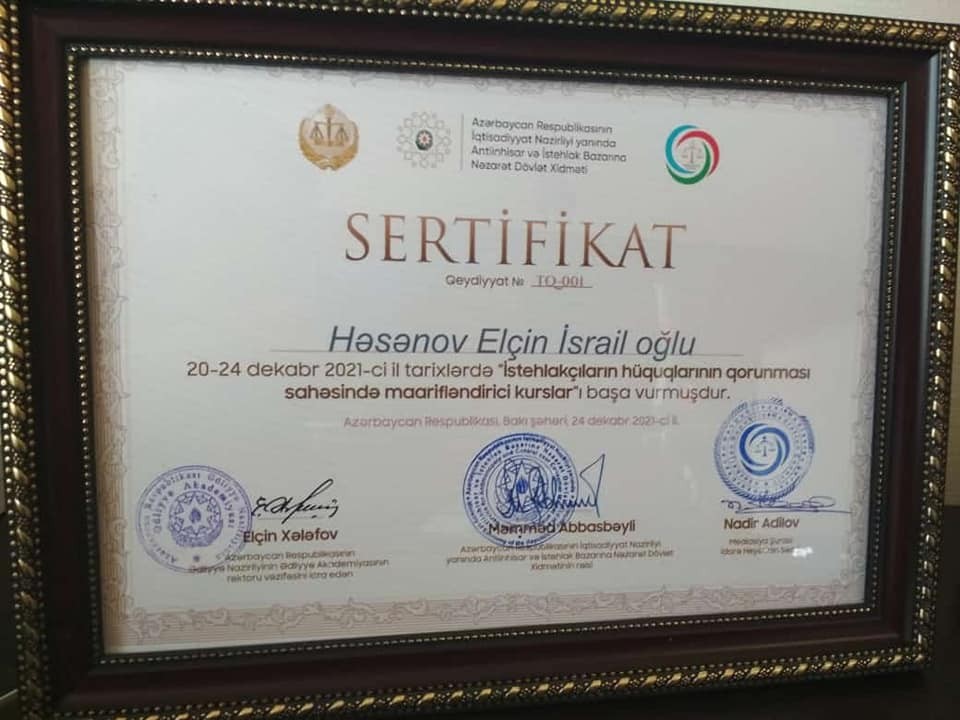 Azərbaycan Respublikasının
İqtisadiyyat Nazirliyi yanında
Antiinhisar və İstehlak Bazarına
Nəzarət Dövlət Xidməti
SERTİFİKAT
Qeydiyyat № TQ-001
Həsənov Elçin İsrail oğlu
20-24 dekabr 2021-ci il tarixlərdə "İstehlakçıların hüquqlarının qorunması
sahəsində maarifləndirici kurslar"ı başa vurmuşdur.
Azərbaycan Respublikası, Bakı şəhəri, 24 dekabr 2021-ci il.
Elçin Xələfov
Azərbaycan Respublikasının
Ədliyyə Nazirliyinin Ədliyyə Akademiyasının
rektoru vəzifəsini icra edən
Məmməd Abbasbəyli
Azərbaycan Respublikasının İqtisadiyyat Nazirliyi
yanında Antiinhisar və İstehlak Bazarına Nəzarət Dövlət
Xidmətinin rəisi
Nadir Adilov
Mediasiya Şurası
İdarə Heyətinin